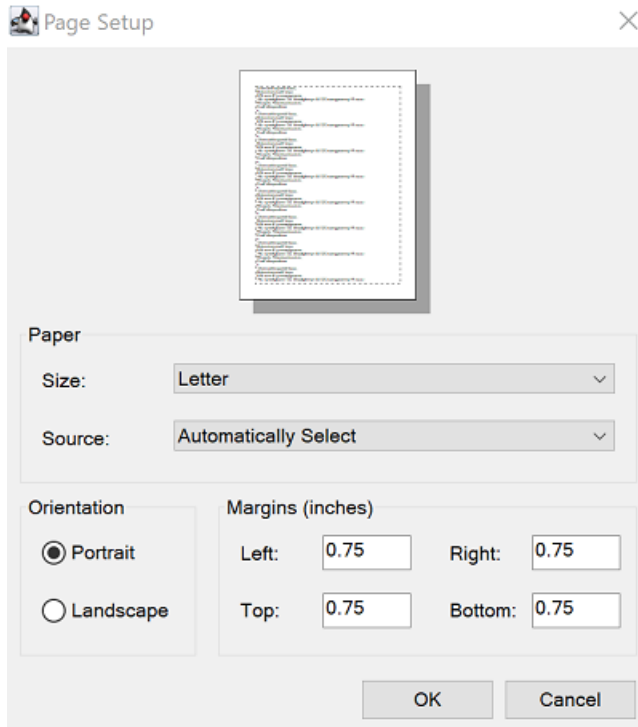 Page Setup
Paper
Size: Letter
Source: Automatically Select
Orientation
Portrait
Landscape
Margins (inches)
Left: 0.75 Right: 0.75
Top: 0.75 Bottom: 0.75
OK Cancel